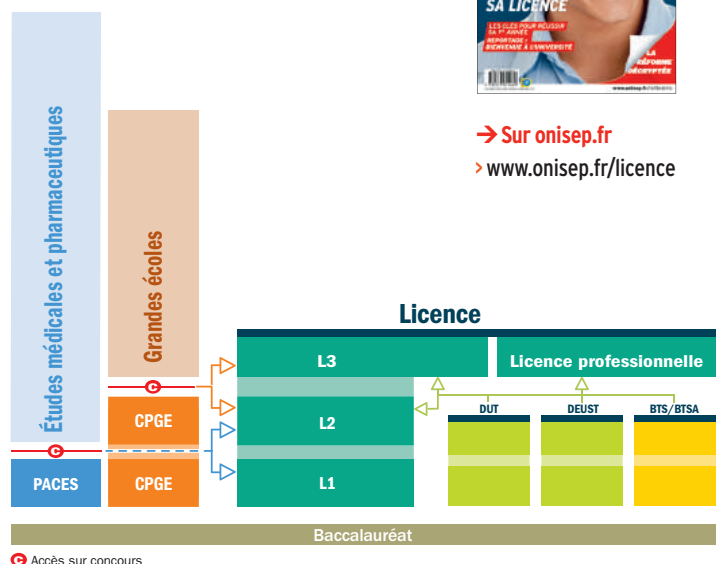 SA LICENCE
LES CLÉS POUR RÉUSSIR
SA 1RE ANNÉE
REPORTAGE :
BIENVENUE À L'UNIVERSITÉ
LA
RÉFORME
DÉCRYPTÉE
→ Sur onisep.fr
> www.onisep.fr/licence
Études médicales et pharmaceutiques
Grandes écoles
Licence
L3
Licence professionnelle
C
CPGE
L2
DUT
DEUST
BTS/BTSA
C
PACES
CPGE
L1
Baccalauréat
C Accès sur concours